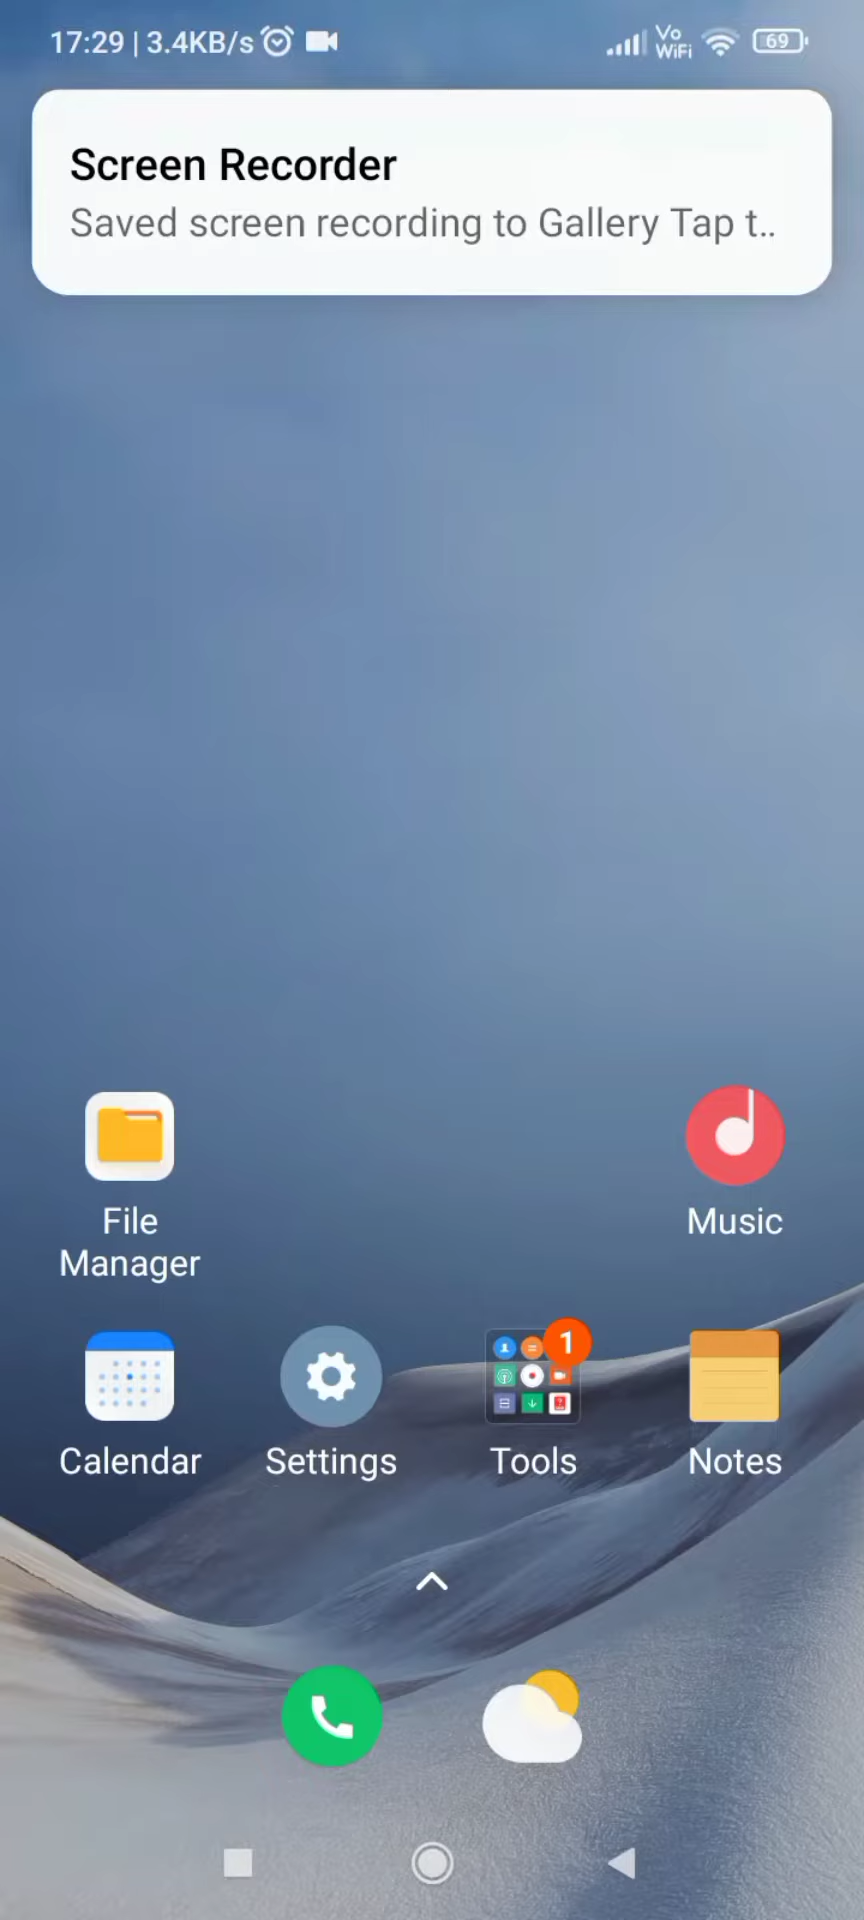 17:29 | 3.4KB/s
Vo
WiFi
69
Screen Recorder
Saved screen recording to Gallery Tap t..
File
Manager
Music
1
Calendar
Settings
Tools
Notes